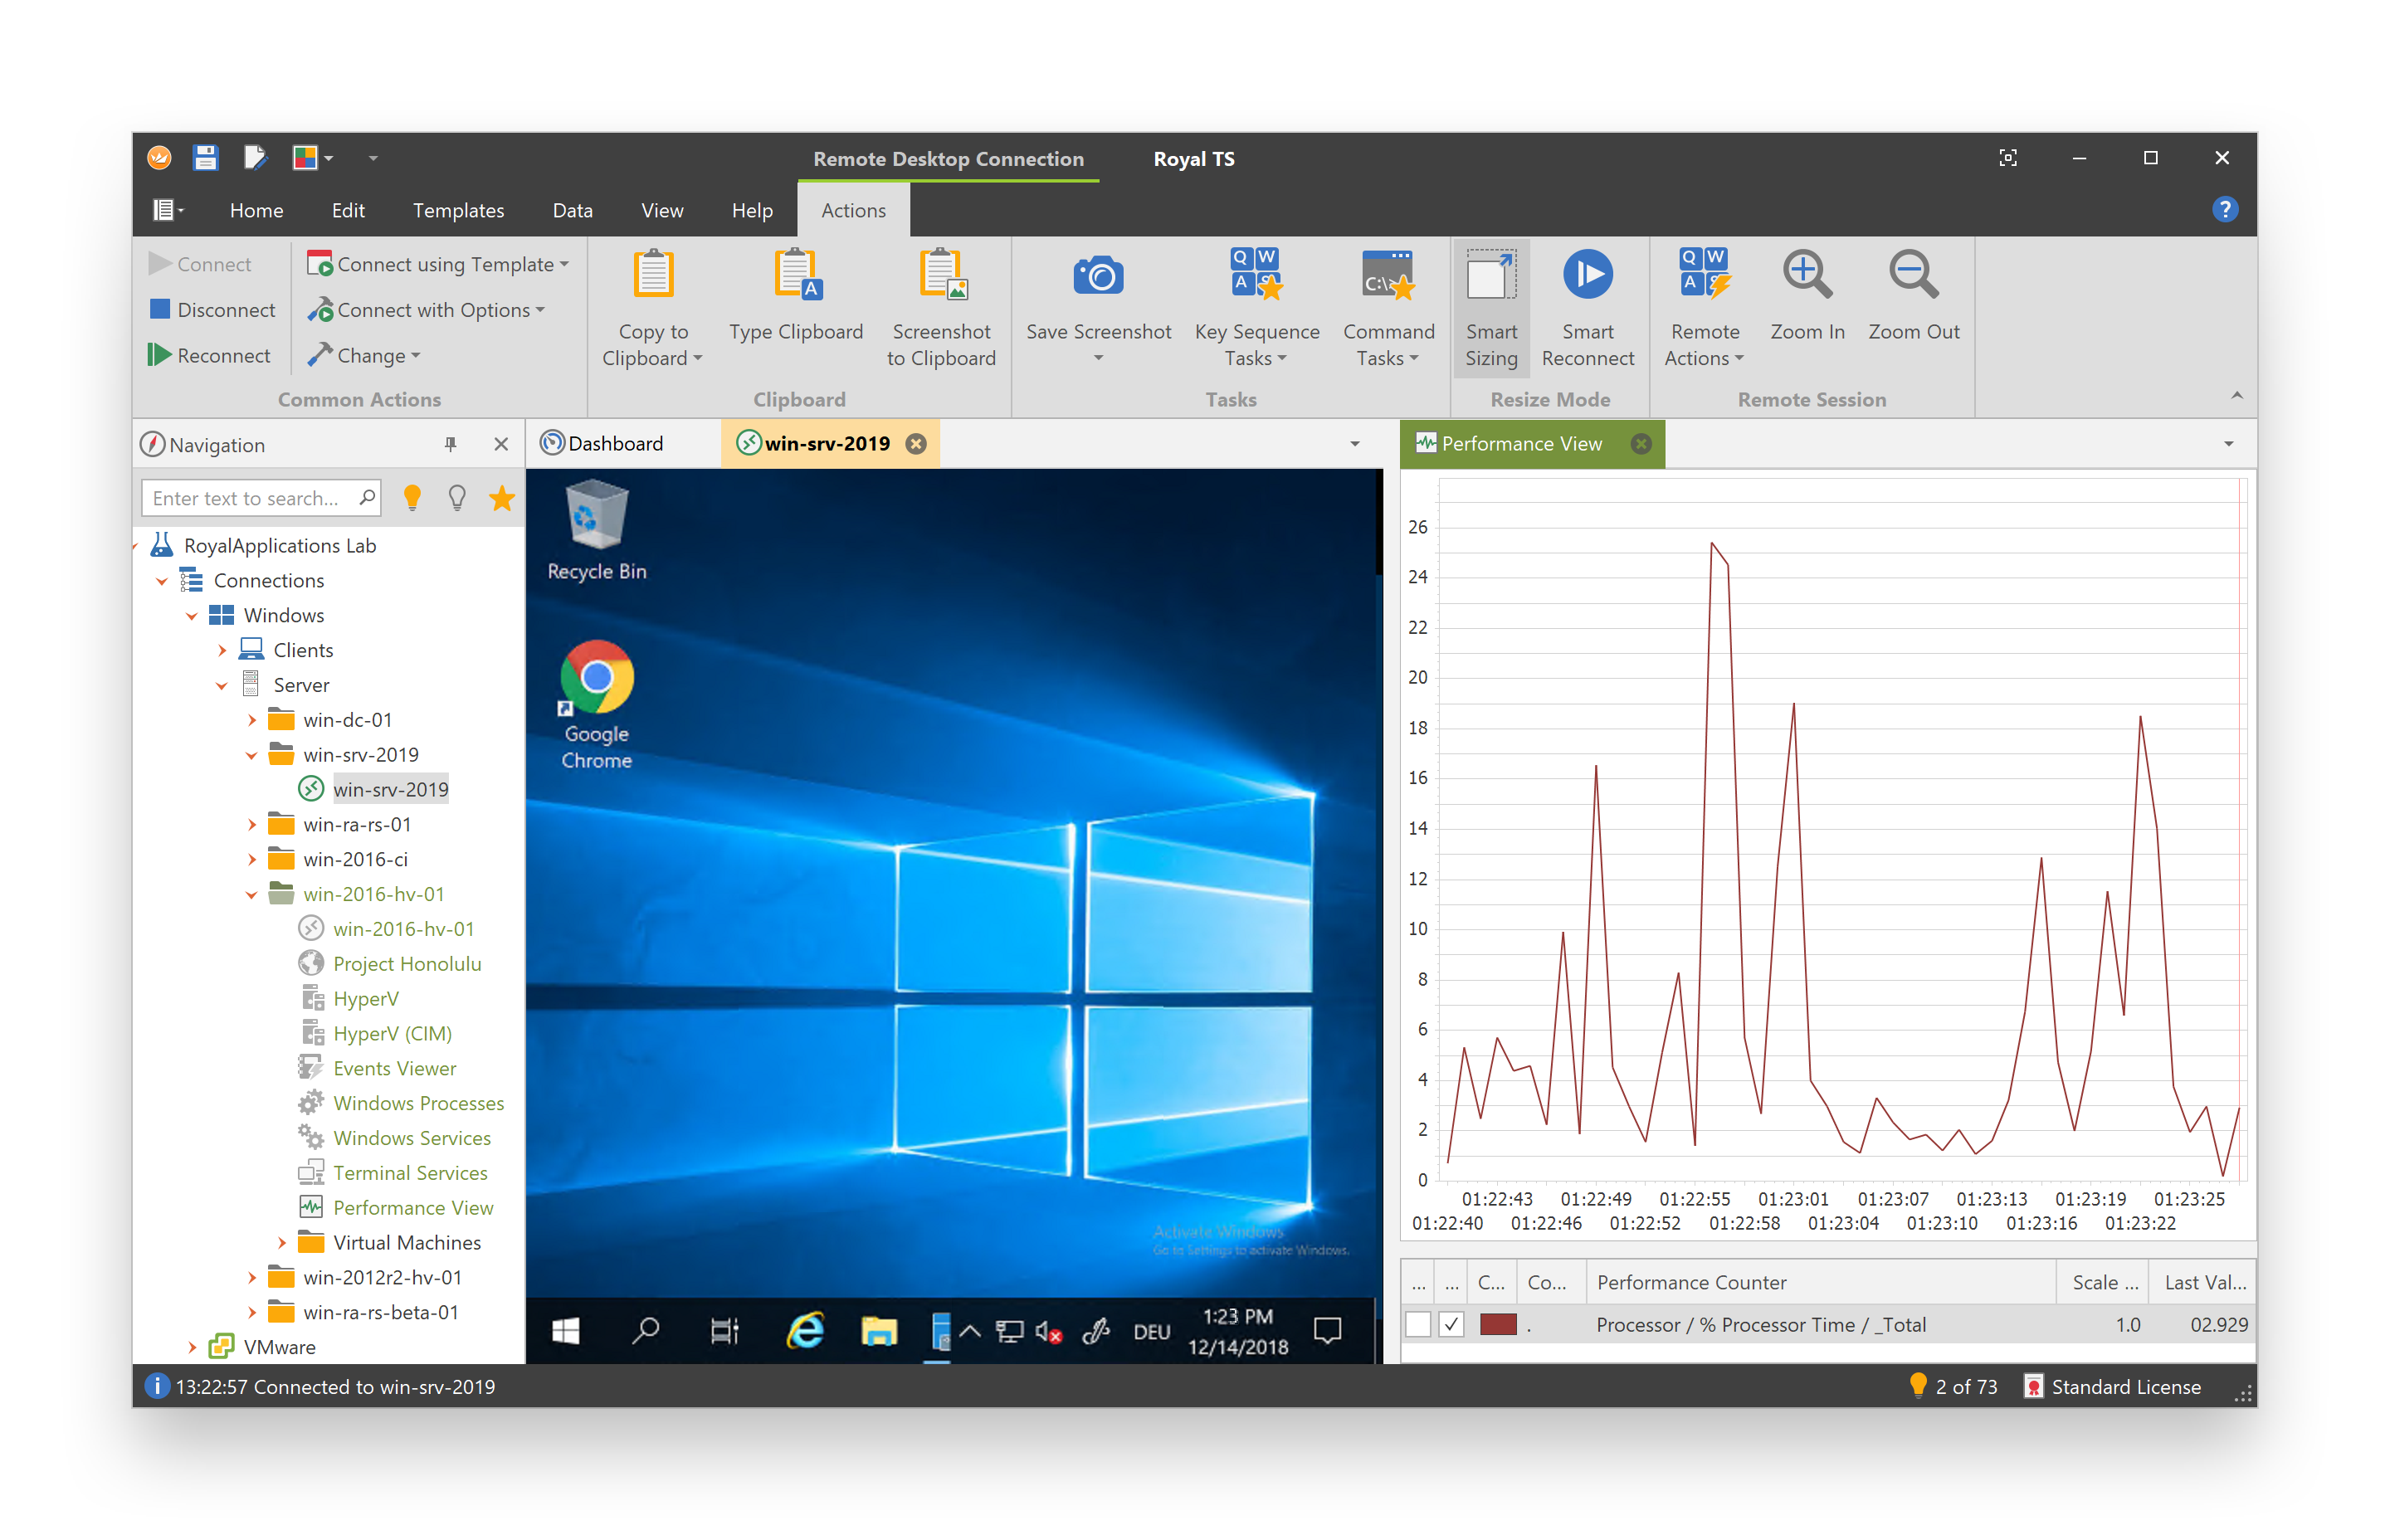 Remote Desktop Connection
Royal TS
Home
Edit
Templates
Data
View
Help
Actions
?
Connect
Disconnect
Reconnect
Connect using Template
Connect with Options
Change
Common Actions
Copy to
Clipboard
Type Clipboard
Screenshot
to Clipboard
Clipboard
Save Screenshot
Key Sequence
Tasks
Command
Tasks
Tasks
Smart
Sizing
Smart
Reconnect
Resize Mode
Remote
Actions
Zoom In
Zoom Out
Remote Session
Navigation
Enter text to search...
RoyalApplications Lab
Connections
Windows
Clients
Server
win-dc-01
win-srv-2019
win-srv-2019
win-ra-rs-01
win-2016-ci
win-2016-hv-01
win-2016-hv-01
Project Honolulu
HyperV
HyperV (CIM)
Events Viewer
Windows Processes
Windows Services
Terminal Services
Performance View
Virtual Machines
win-2012r2-hv-01
win-ra-rs-beta-01
VMware
Dashboard
win-srv-2019
Recycle Bin
Google
Chrome
Activate Windows
Go to Settings to activate Windows.
DEU
1:23 PM
12/14/2018
Performance View
26
24
22
20
18
16
14
12
10
8
6
4
2
0
01:22:43 01:22:49 01:22:55 01:23:01 01:23:07 01:23:13 01:23:19 01:23:25
01:22:40 01:22:46 01:22:52 01:22:58 01:23:04 01:23:10 01:23:16 01:23:22
... ... C... Co... Performance Counter Scale ... Last Val...
. Processor / % Processor Time / _Total 1.0 02.929
13:22:57 Connected to win-srv-2019
2 of 73
Standard License